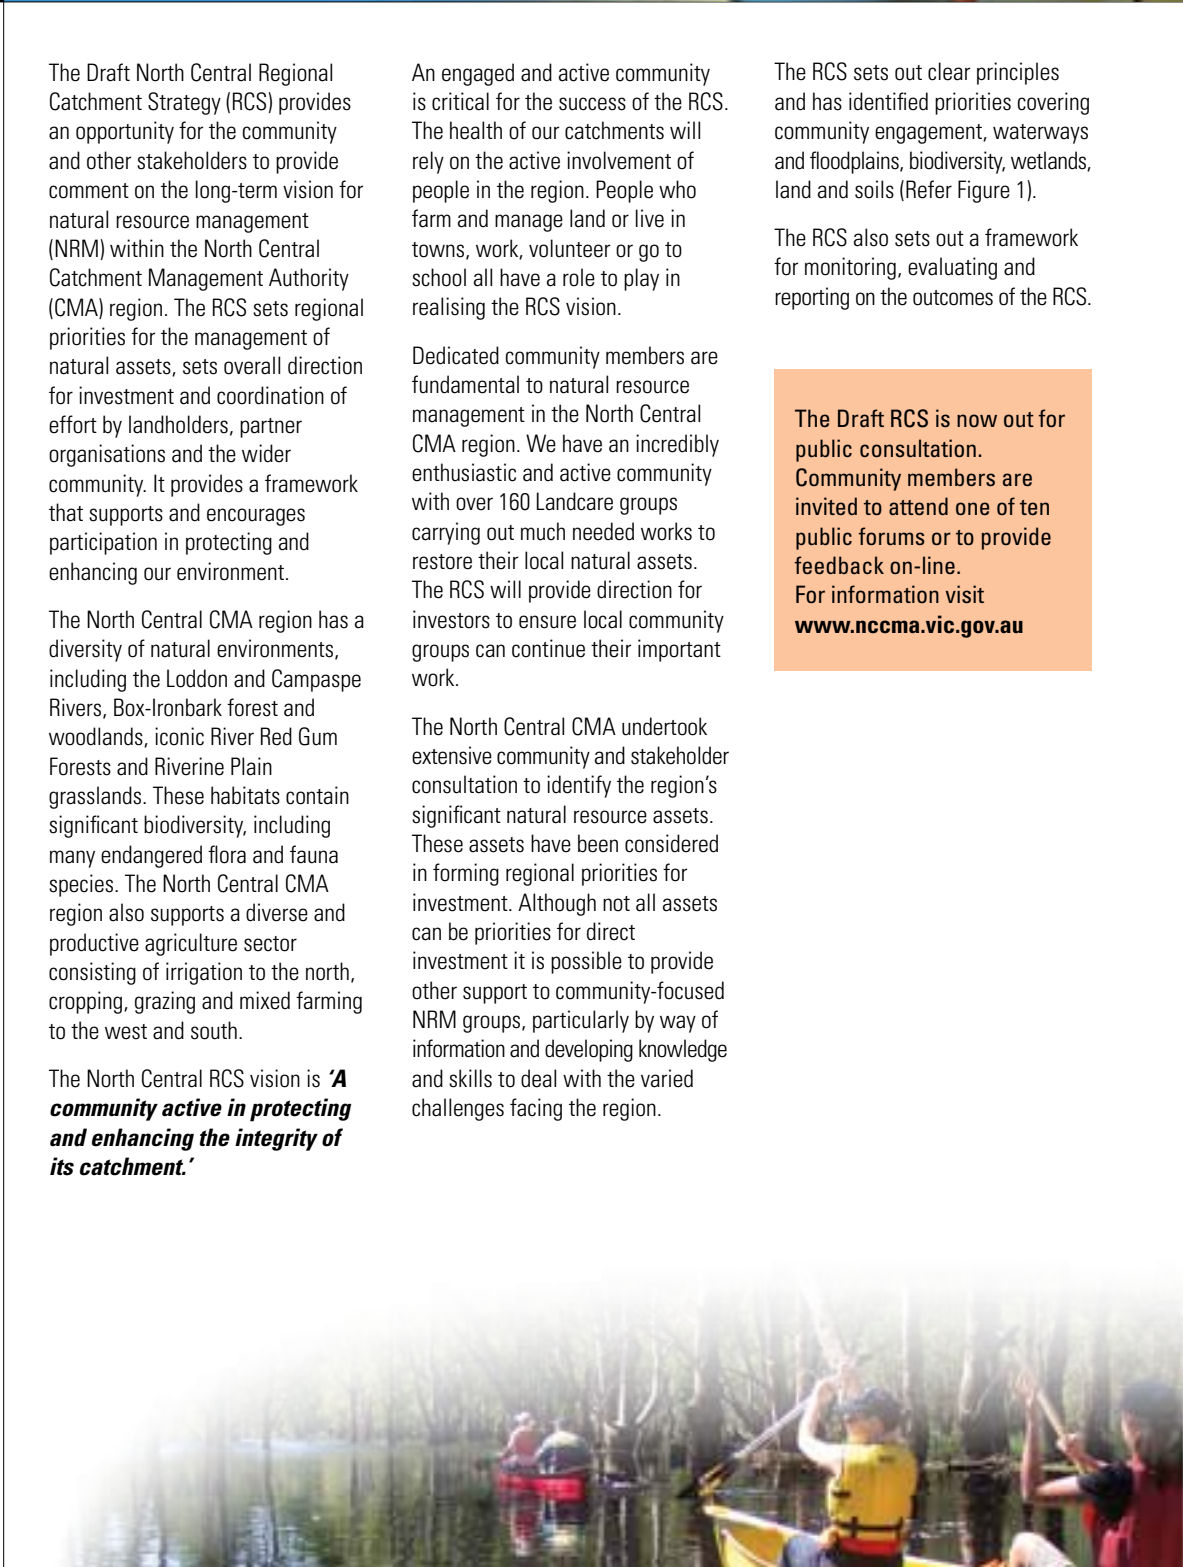 The Draft North Central Regional
Catchment Strategy (RCS) provides
an opportunity for the community
and other stakeholders to provide
comment on the long-term vision for
natural resource management
(NRM) within the North Central
Catchment Management Authority
(CMA) region. The RCS sets regional
priorities for the management of
natural assets, sets overall direction
for investment and coordination of
effort by landholders, partner
organisations and the wider
community. It provides a framework
that supports and encourages
participation in protecting and
enhancing our environment.
The North Central CMA region has a
diversity of natural environments,
including the Loddon and Campaspe
Rivers, Box-Ironbark forest and
woodlands, iconic River Red Gum
Forests and Riverine Plain
grasslands. These habitats contain
significant biodiversity, including
many endangered flora and fauna
species. The North Central CMA
region also supports a diverse and
productive agriculture sector
consisting of irrigation to the north,
cropping, grazing and mixed farming
to the west and south.
The North Central RCS vision is ‘A
community active in protecting
and enhancing the integrity of
its catchment.’
An engaged and active community
is critical for the success of the RCS.
The health of our catchments will
rely on the active involvement of
people in the region. People who
farm and manage land or live in
towns, work, volunteer or go to
school all have a role to play in
realising the RCS vision.
Dedicated community members are
fundamental to natural resource
management in the North Central
CMA region. We have an incredibly
enthusiastic and active community
with over 160 Landcare groups
carrying out much needed works to
restore their local natural assets.
The RCS will provide direction for
investors to ensure local community
groups can continue their important
work.
The North Central CMA undertook
extensive community and stakeholder
consultation to identify the region’s
significant natural resource assets.
These assets have been considered
in forming regional priorities for
investment. Although not all assets
can be priorities for direct
investment it is possible to provide
other support to community-focused
NRM groups, particularly by way of
information and developing knowledge
and skills to deal with the varied
challenges facing the region.
The RCS sets out clear principles
and has identified priorities covering
community engagement, waterways
and floodplains, biodiversity, wetlands,
land and soils (Refer Figure 1).
The RCS also sets out a framework
for monitoring, evaluating and
reporting on the outcomes of the RCS.
The Draft RCS is now out for
public consultation.
Community members are
invited to attend one of ten
public forums or to provide
feedback on-line.
For information visit
www.nccma.vic.gov.au